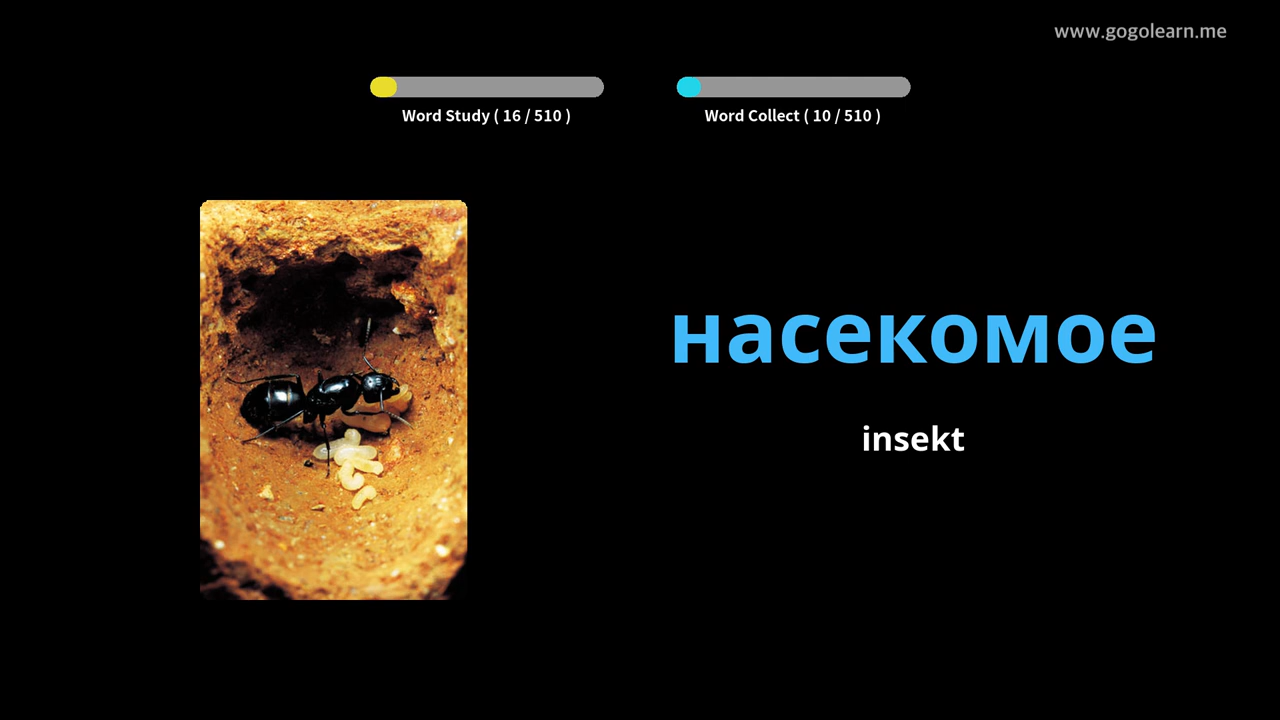 www.gogolearn.me
Word Study ( 16 / 510 )
Word Collect ( 10 / 510 )
насекомое
insekt